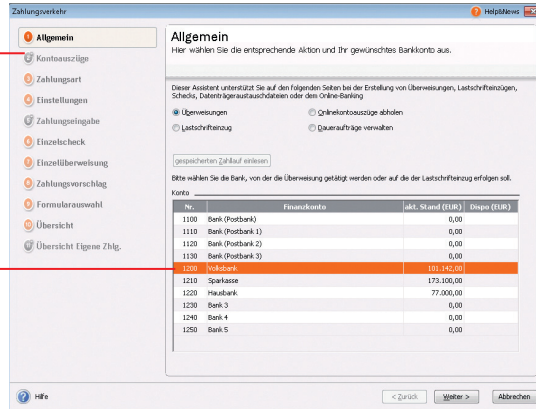 Zahlungsverkehr
Help&News
Allgemein
Kontoauszüge
Zahlungsart
Einstellungen
Zahlungseingabe
Einzelscheck
Einzelüberweisung
Zahlungsvorschlag
Formularauswahl
Übersicht
Übersicht Eigene Zhlg.
Allgemein
Hier wählen Sie die entsprechende Aktion und Ihr gewünschtes Bankkonto aus.
Dieser Assistent unterstützt Sie auf den folgenden Seiten bei der Erstellung von Überweisungen, Lastschrifteinzügen,
Schecks, Datenträgeraustauschdateien oder dem Online-Banking
Überweisungen Onlinekontoauszüge abholen
Lastschrifteinzug Daueraufträge verwalten
gespeicherten Zahllauf einlesen
Bitte wählen Sie die Bank, von der die Überweisung getätigt werden oder auf die der Lastschrifteinzug erfolgen soll.
Konto
Nr. Finanzkonto akt. Stand (EUR) Dispo (EUR)
1100 Bank (Postbank) 0,00
1110 Bank (Postbank 1) 0,00
1120 Bank (Postbank 2) 0,00
1130 Bank (Postbank 3) 0,00
1200 Volksbank 101.142,00
1210 Sparkasse 173.100,00
1220 Hausbank 77.000,00
1230 Bank 3 0,00
1240 Bank 4 0,00
1250 Bank 5 0,00
Hilfe < Zurück Weiter > Abbrechen